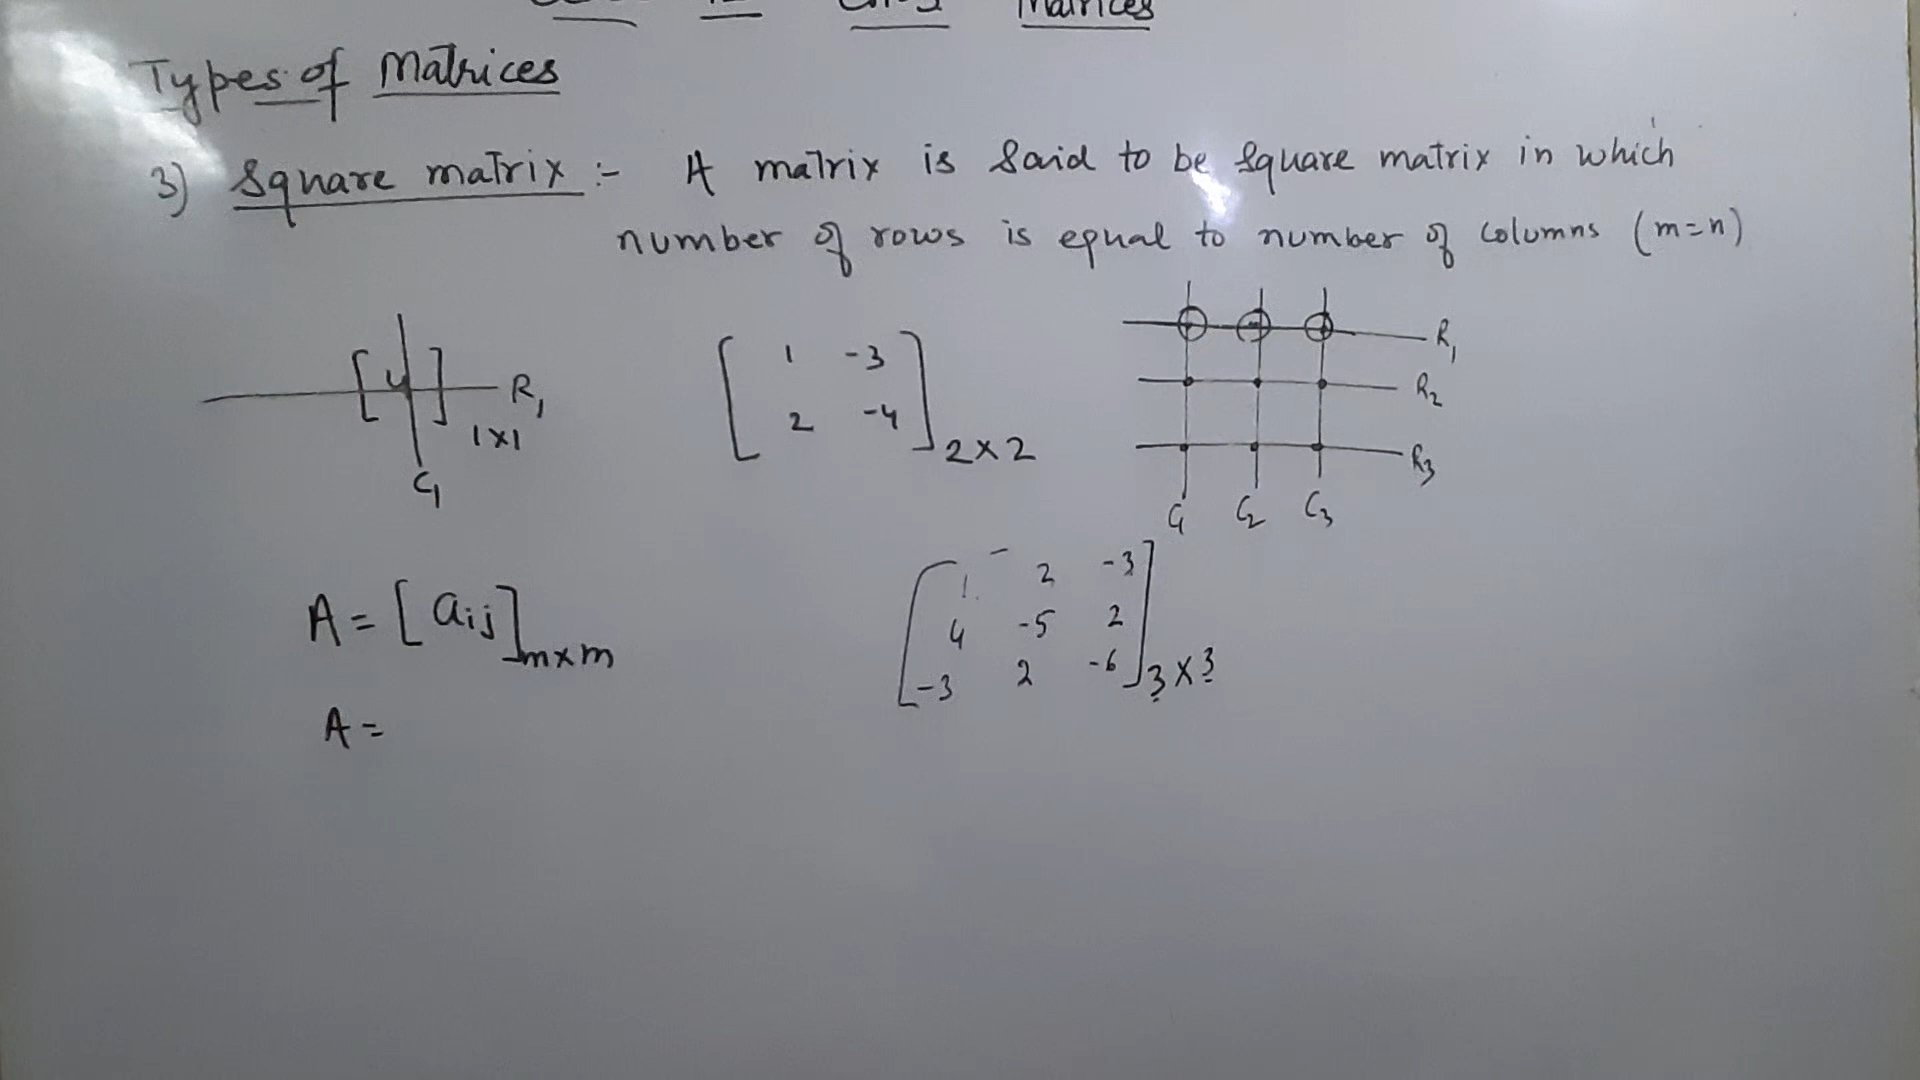 Matrices
Types of Matrices
3) Square matrix :- A matrix is said to be square matrix in which
number of rows is equal to number of columns (m=n)
[4] R1
1x1
C1
[1 -3
2 -4] 2x2
R1
R2
R3
C1 C2 C3
A = [aij] mxm
[1 2 -3
4 -5 2
-3 2 -6] 3x3
A =